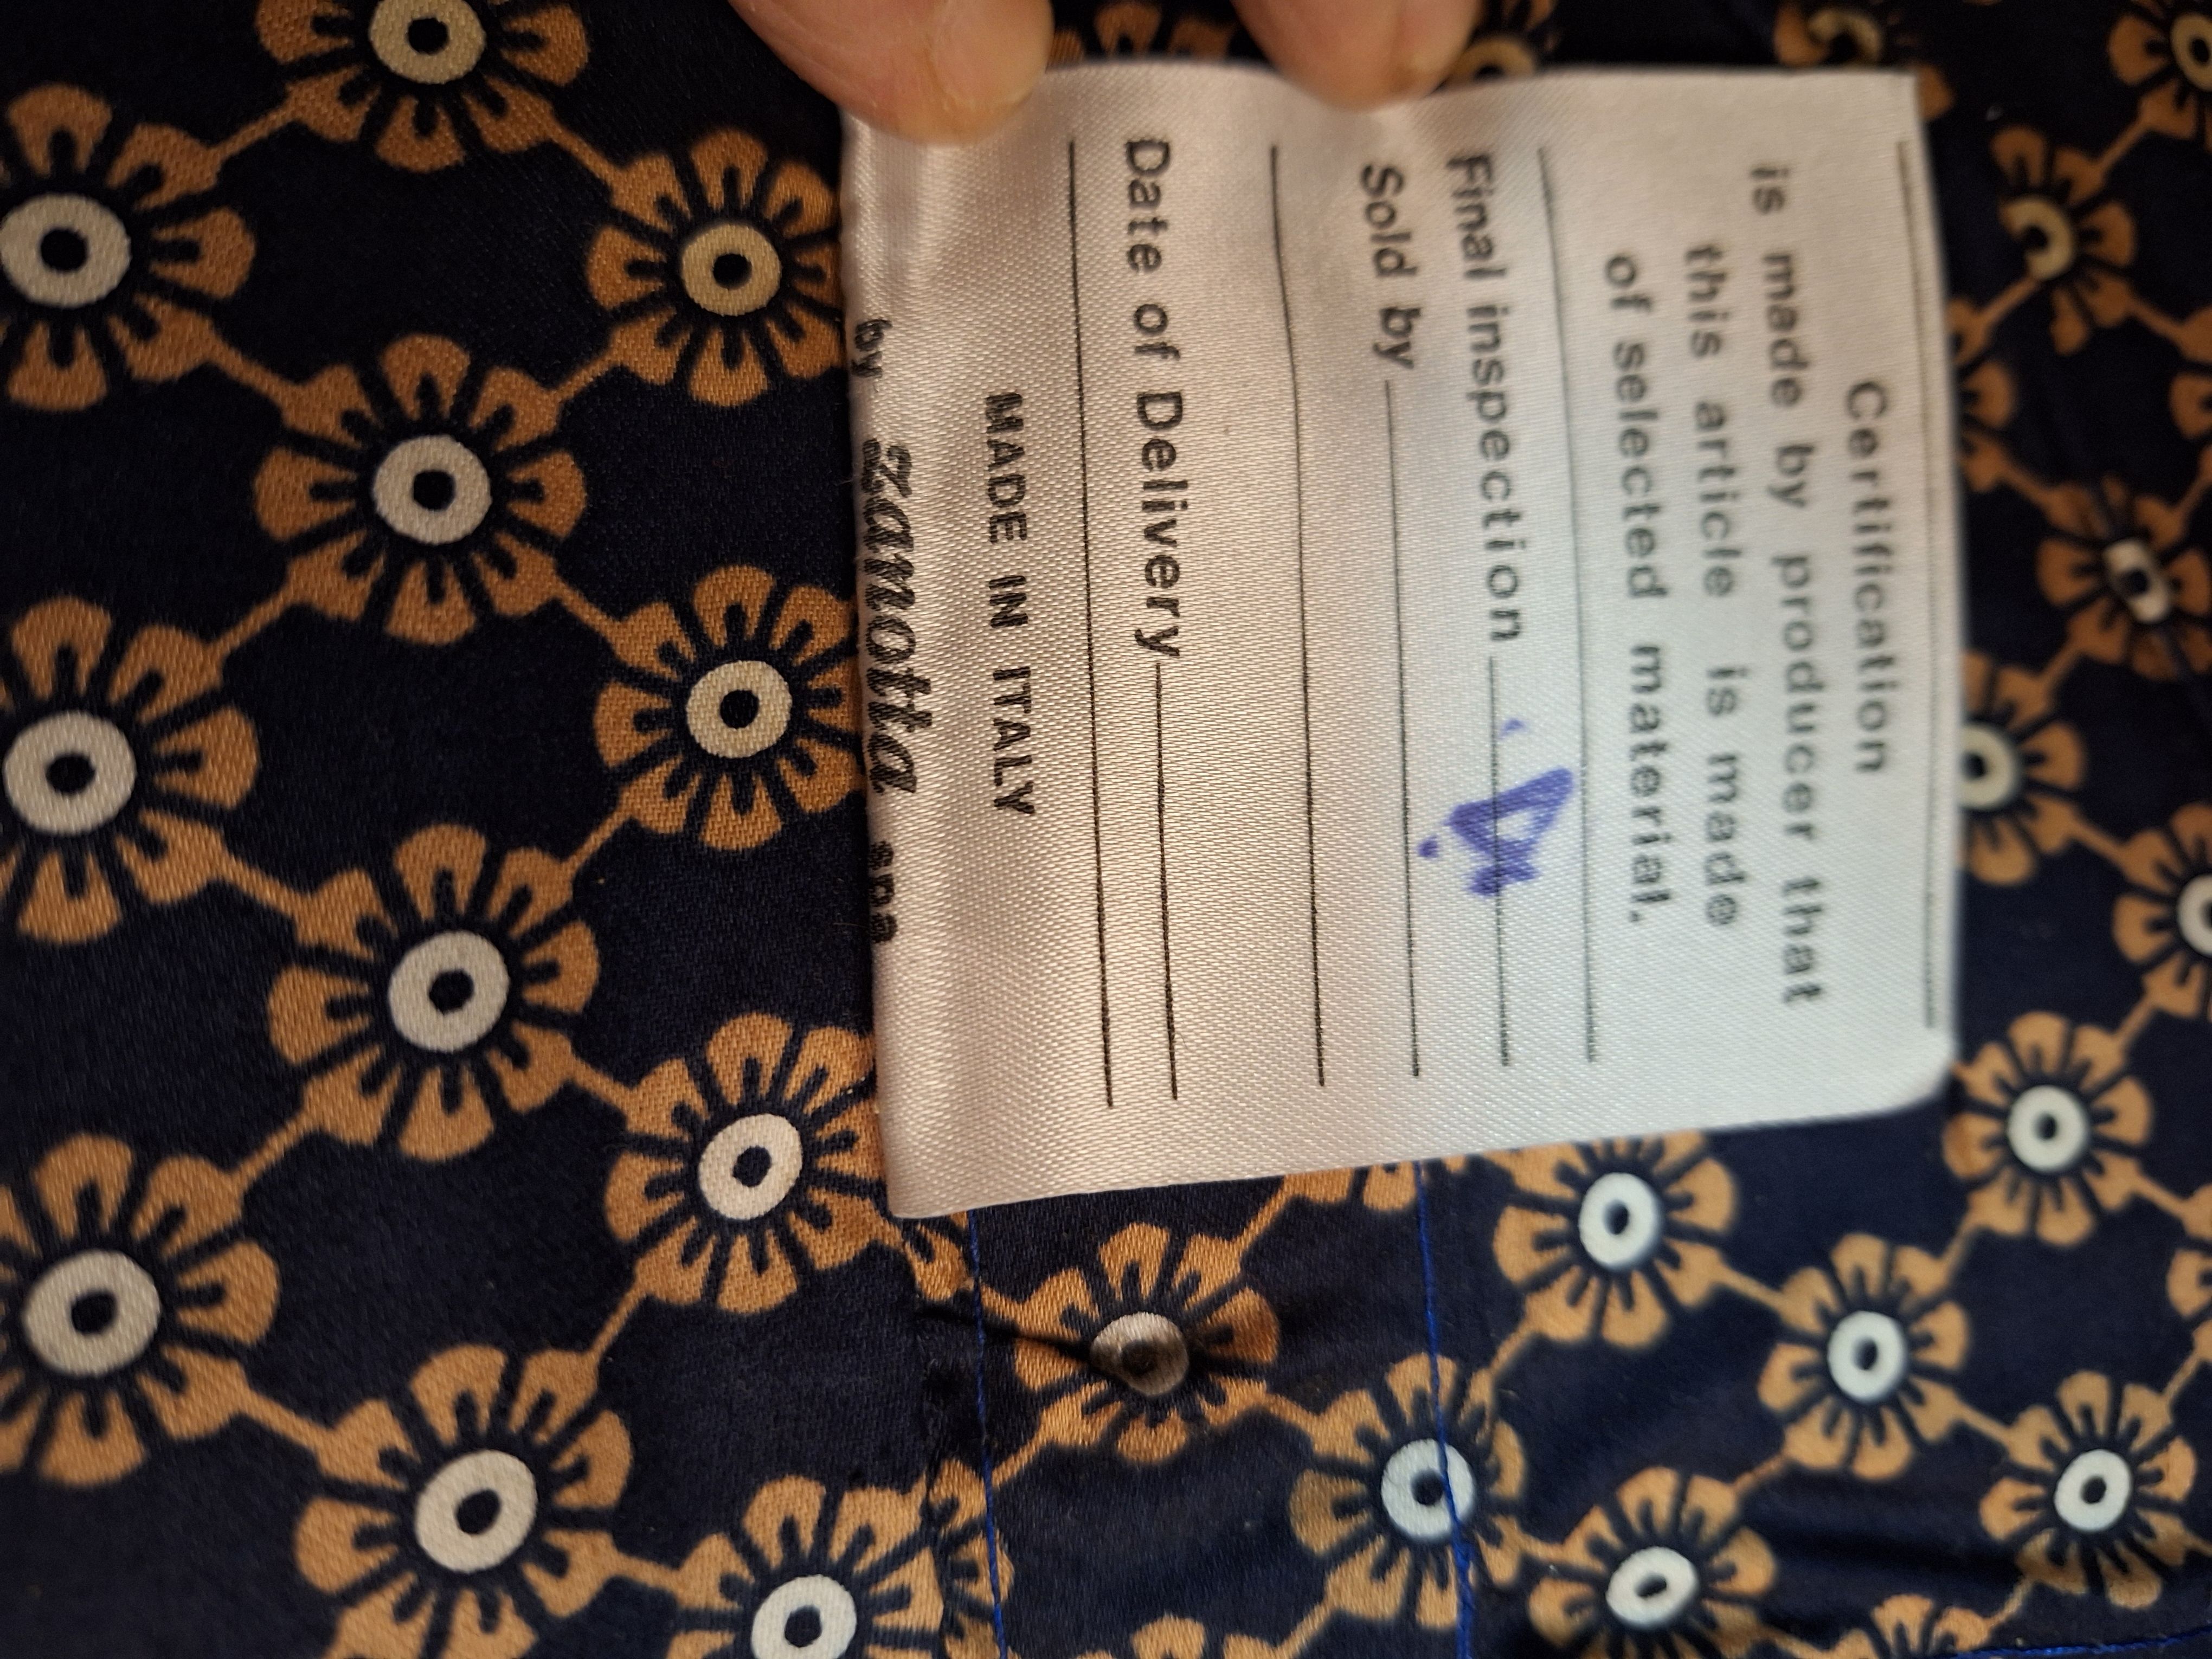 Certification
is made by producer that
this article is made
of selected material.
Final inspection
Sold by
Date of Delivery
MADE IN ITALY
by Zanotta spa